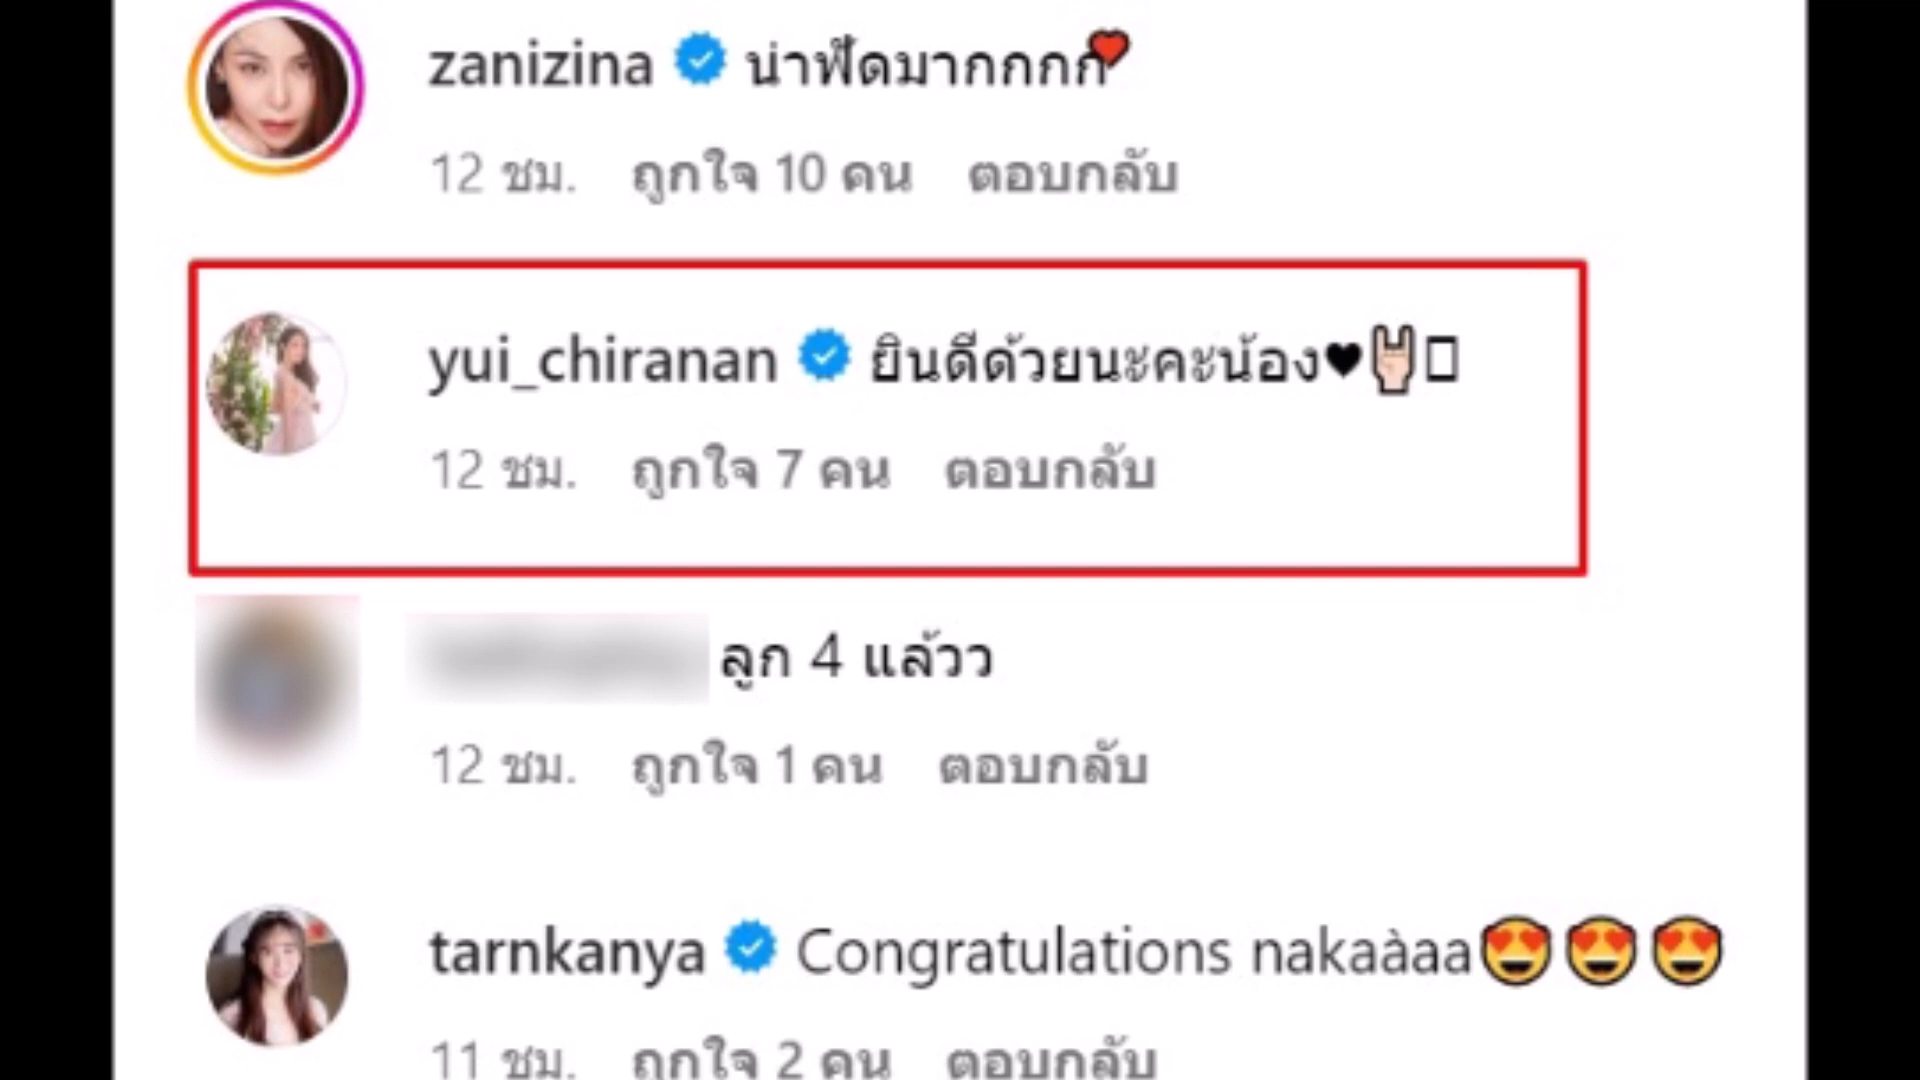 zanizina น่าฟัดมากกกก❤️
12 ชม. ถูกใจ 10 คน ตอบกลับ
yui_chiranan ยินดีด้วยนะคะน้อง♥🤘🏻
12 ชม. ถูกใจ 7 คน ตอบกลับ
ลูก 4 แล้วว
12 ชม. ถูกใจ 1 คน ตอบกลับ
tarnkanya Congratulations nakaàaa😍😍😍
11 ชม. ถูกใจ 2 คน ตอบกลับ